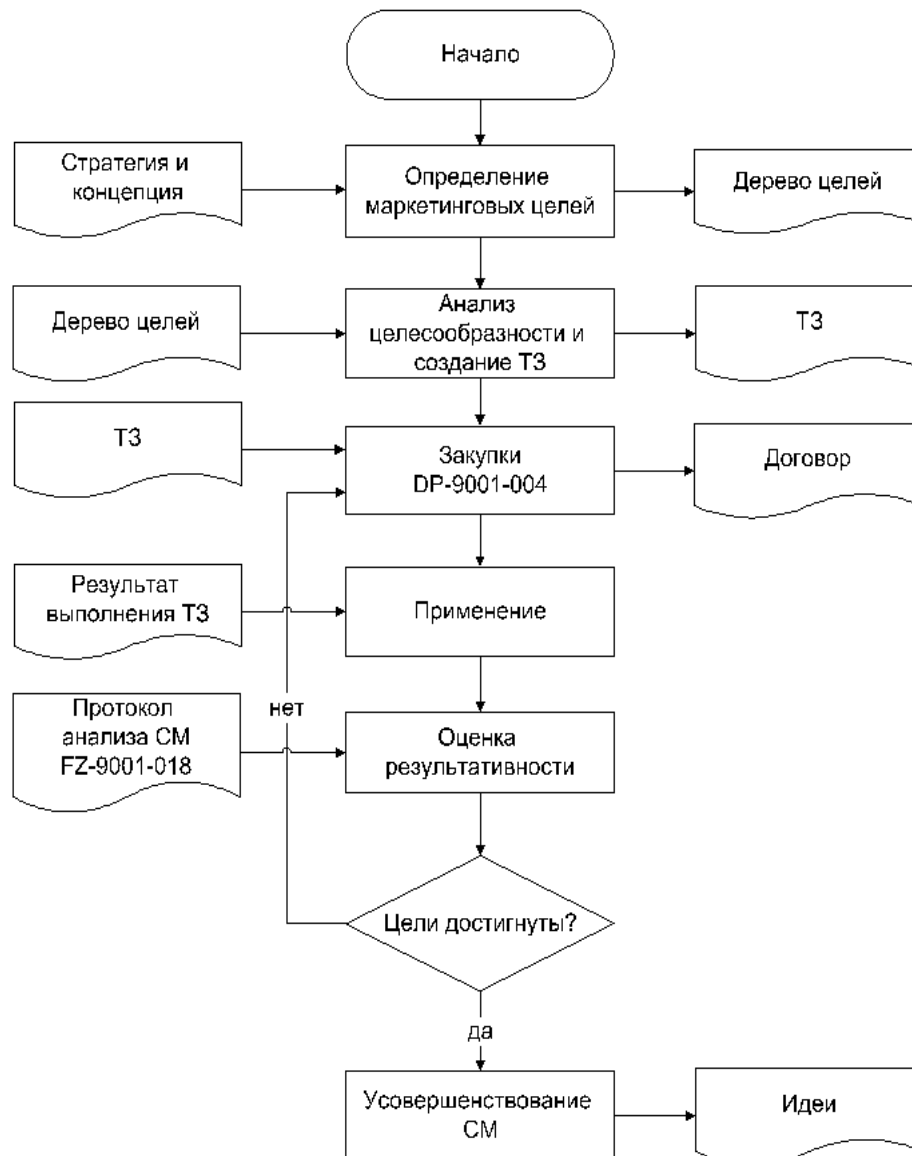 Начало
Стратегия и
концепция
Определение
маркетинговых целей
Дерево целей
Дерево целей
Анализ
целесообразности и
создание ТЗ
ТЗ
ТЗ
Закупки
DP-9001-004
Договор
Результат
выполнения ТЗ
Применение
Протокол
анализа СМ
FZ-9001-018
нет
Оценка
результативности
Цели достигнуты?
да
Усовершенствование
СМ
Идеи